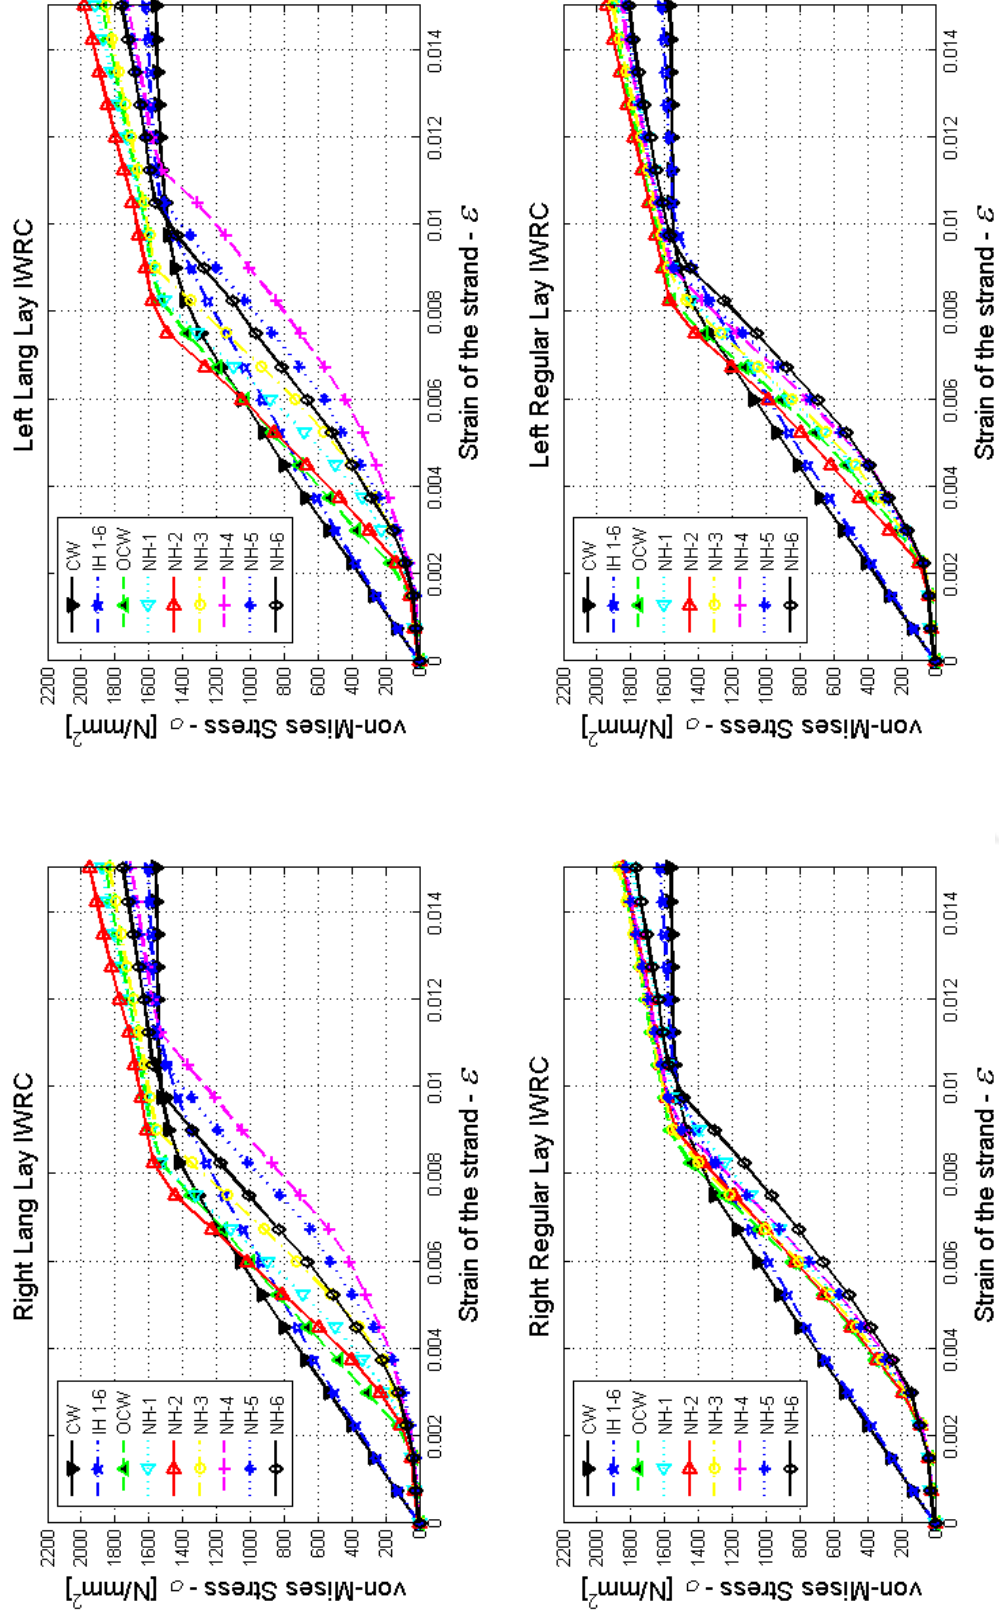 Right Lang Lay IWRC
2200
2000
1800
1600
1400
1200
1000
800
600
400
200
von-Mises Stress - σ [N/mm²]
CW
IH 1-6
OCW
NH-1
NH-2
NH-3
NH-4
NH-5
NH-6
0 0.002 0.004 0.006 0.008 0.01 0.012 0.014
Strain of the strand - ε
Left Lang Lay IWRC
2200
2000
1800
1600
1400
1200
1000
800
600
400
200
von-Mises Stress - σ [N/mm²]
CW
IH 1-6
OCW
NH-1
NH-2
NH-3
NH-4
NH-5
NH-6
0 0.002 0.004 0.006 0.008 0.01 0.012 0.014
Strain of the strand - ε
Right Regular Lay IWRC
2200
2000
1800
1600
1400
1200
1000
800
600
400
200
von-Mises Stress - σ [N/mm²]
CW
IH 1-6
OCW
NH-1
NH-2
NH-3
NH-4
NH-5
NH-6
0 0.002 0.004 0.006 0.008 0.01 0.012 0.014
Strain of the strand - ε
Left Regular Lay IWRC
2200
2000
1800
1600
1400
1200
1000
800
600
400
200
von-Mises Stress - σ [N/mm²]
CW
IH 1-6
OCW
NH-1
NH-2
NH-3
NH-4
NH-5
NH-6
0 0.002 0.004 0.006 0.008 0.01 0.012 0.014
Strain of the strand - ε